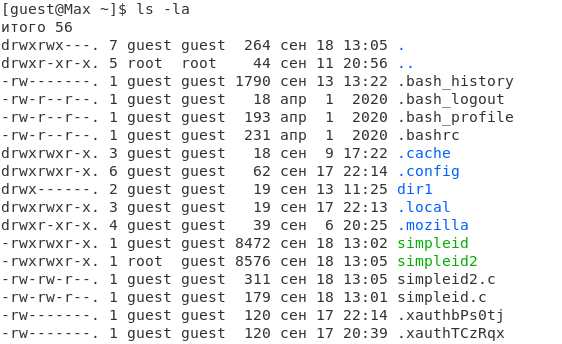 [guest@Max ~]$ ls -la
итого 56
drwxrwx---. 7 guest guest  264 сен 18 13:05 .
drwxr-xr-x. 5 root  root    44 сен 11 20:56 ..
-rw-------. 1 guest guest 1790 сен 13 13:22 .bash_history
-rw-r--r--. 1 guest guest   18 апр  1  2020 .bash_logout
-rw-r--r--. 1 guest guest  193 апр  1  2020 .bash_profile
-rw-r--r--. 1 guest guest  231 апр  1  2020 .bashrc
drwxrwxr-x. 3 guest guest   18 сен  9 17:22 .cache
drwxrwxr-x. 6 guest guest   62 сен 17 22:14 .config
drwx------. 2 guest guest   19 сен 13 11:25 dir1
drwxrwxr-x. 3 guest guest   19 сен 17 22:13 .local
drwxr-xr-x. 4 guest guest   39 сен  6 20:25 .mozilla
-rwxrwxr-x. 1 guest guest 8472 сен 18 13:02 simpleid
-rwxrwxr-x. 1 root  guest 8576 сен 18 13:05 simpleid2
-rw-rw-r--. 1 guest guest  311 сен 18 13:05 simpleid2.c
-rw-rw-r--. 1 guest guest  179 сен 18 13:01 simpleid.c
-rw-------. 1 guest guest  120 сен 17 22:14 .xauthbPs0tj
-rw-------. 1 guest guest  120 сен 17 20:39 .xauthTCzRqx